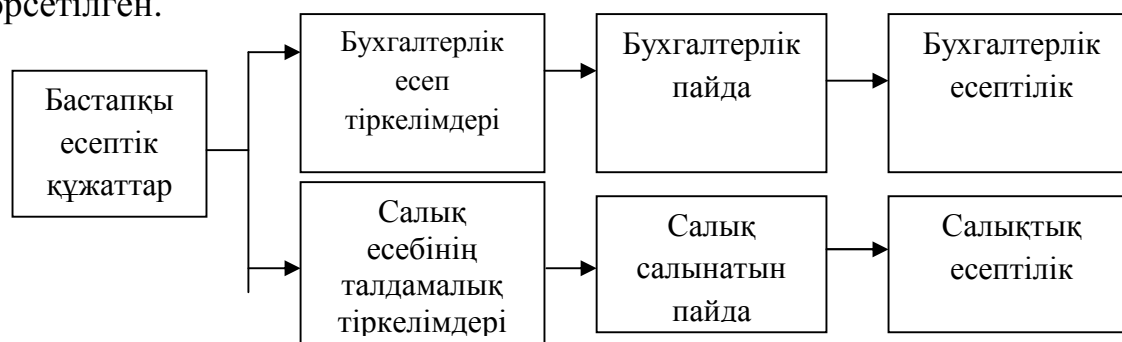 өрсетілген.
Бастапқы
есептік
құжаттар
Бухгалтерлік
есеп
тіркелімдері
Бухгалтерлік
пайда
Бухгалтерлік
есептілік
Салық
есебінің
талдамалық
тіркелімдері
Салық
салынатын
пайда
Салықтық
есептілік